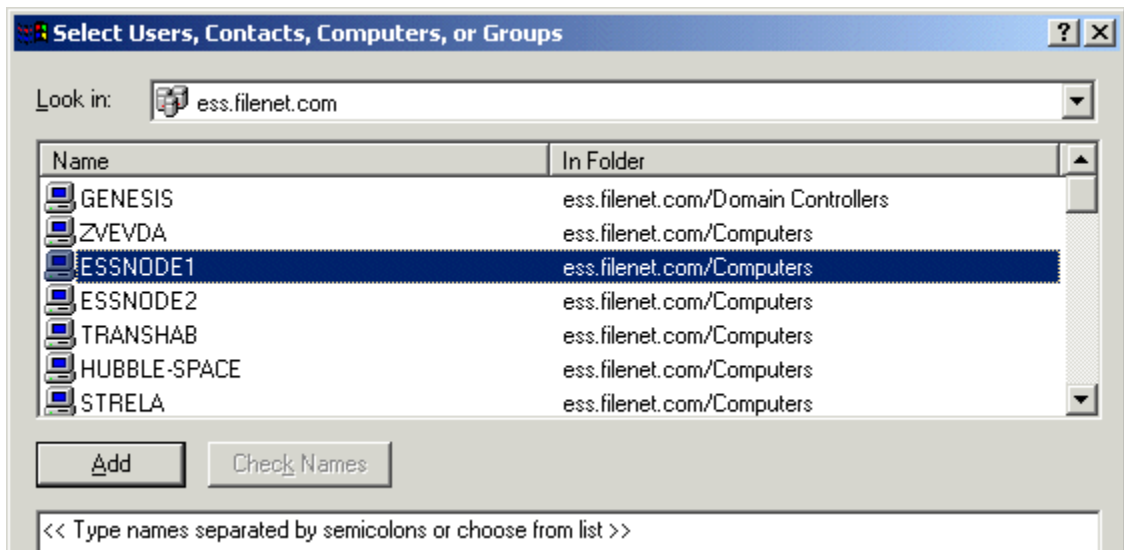 Select Users, Contacts, Computers, or Groups
Look in: ess.filenet.com
Name In Folder
GENESIS ess.filenet.com/Domain Controllers
ZVEVDA ess.filenet.com/Computers
ESSNODE1 ess.filenet.com/Computers
ESSNODE2 ess.filenet.com/Computers
TRANSHAB ess.filenet.com/Computers
HUBBLE-SPACE ess.filenet.com/Computers
STRELA ess.filenet.com/Computers
Add Check Names
<< Type names separated by semicolons or choose from list >>